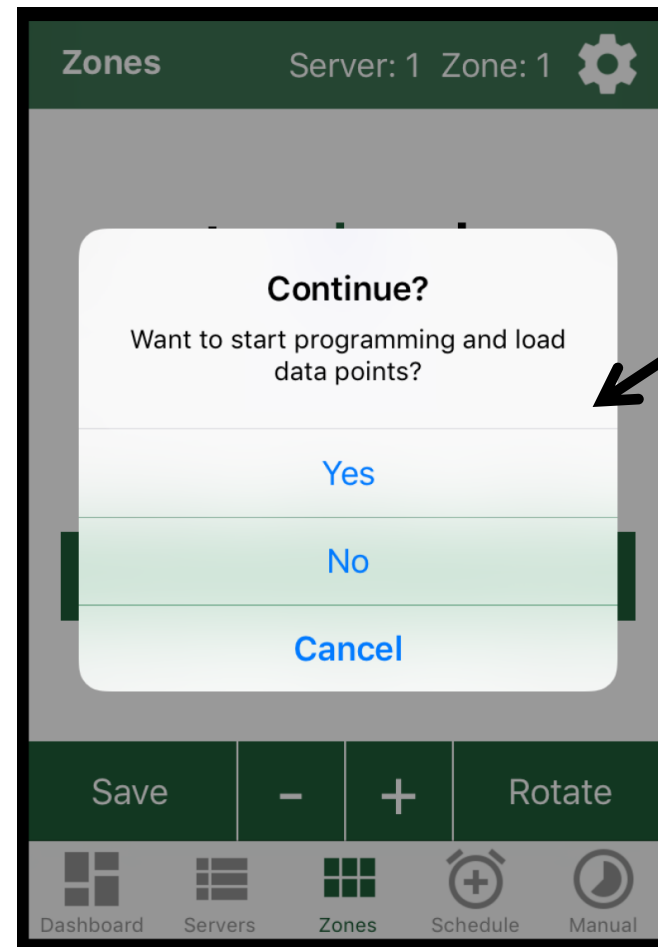 Zones Server: 1 Zone: 1
Continue?
Want to start programming and load
data points?
Yes
No
Cancel
Save - + Rotate
Dashboard Servers Zones Schedule Manual